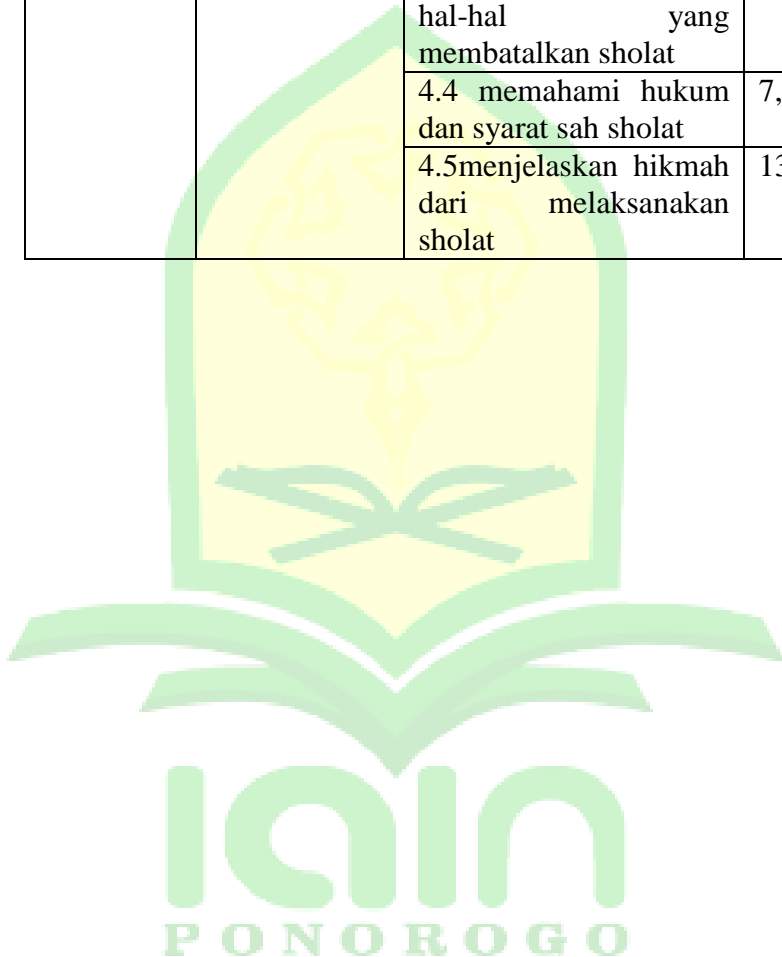 hal-hal yang
membatalkan sholat
4.4 memahami hukum 7,
dan syarat sah sholat
4.5menjelaskan hikmah 13
dari melaksanakan
sholat
iain
PONOROGO